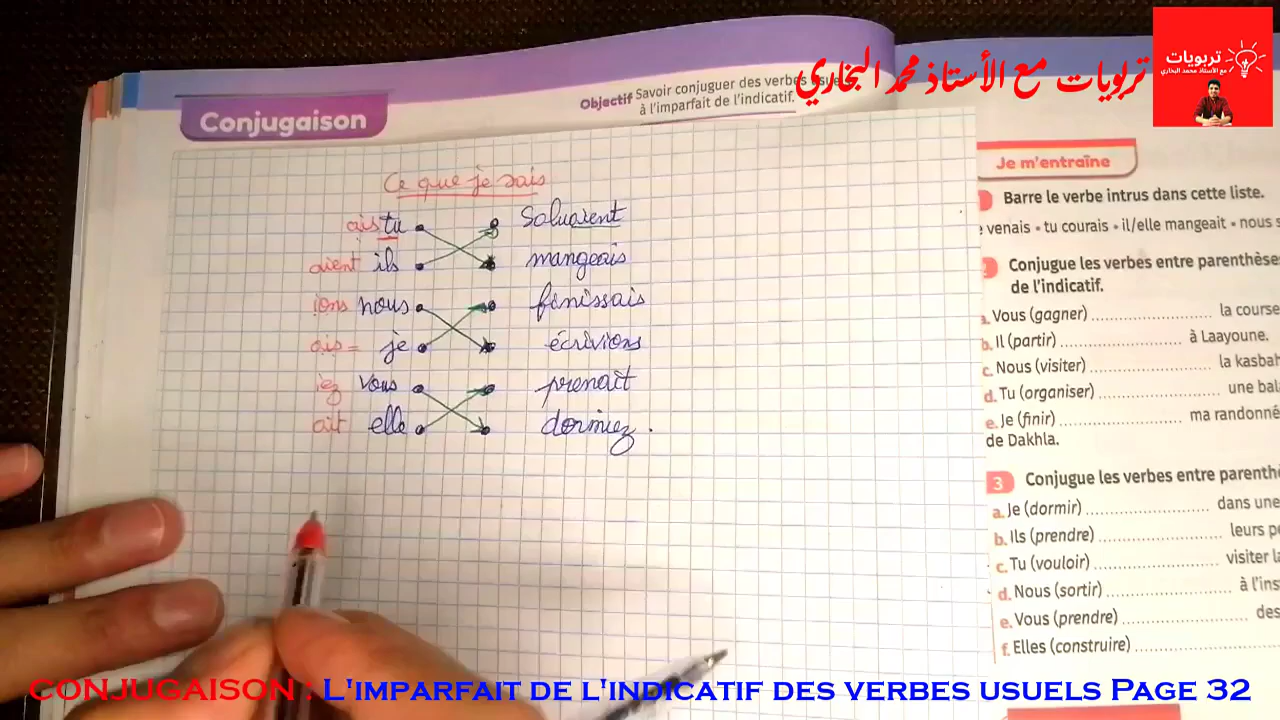 تربويات مع الأستاذ محمد البخاري
تربويات
مع الأستاذ محمد البخاري
Conjugaison
Objectif Savoir conjuguer des verbes usuels
à l'imparfait de l'indicatif.
Ce que je sais
ais tu saluaient
aient ils mangeais
ions nous finissais
ais = je écrivions
iez vous prenait
ait elle dormiez.
Je m'entraîne
Barre le verbe intrus dans cette liste.
venais • tu courais • il/elle mangeait • nous
Conjugue les verbes entre parenthèses
de l'indicatif.
a. Vous (gagner) .............................. la course
b. Il (partir) .............................. à Laayoune.
c. Nous (visiter) .............................. la kasbah
d. Tu (organiser) .............................. une
e. Je (finir) .............................. ma
de Dakhla.
3 Conjugue les verbes entre
a. Je (dormir) .............................. dans une
b. Ils (prendre) .............................. leurs
c. Tu (vouloir) .............................. visiter
d. Nous (sortir) ..............................
e. Vous (prendre) .............................. des
f. Elles (construire) ..............................
CONJUGAISON : L'IMPARFAIT DE L'INDICATIF DES VERBES USUELS PAGE 32